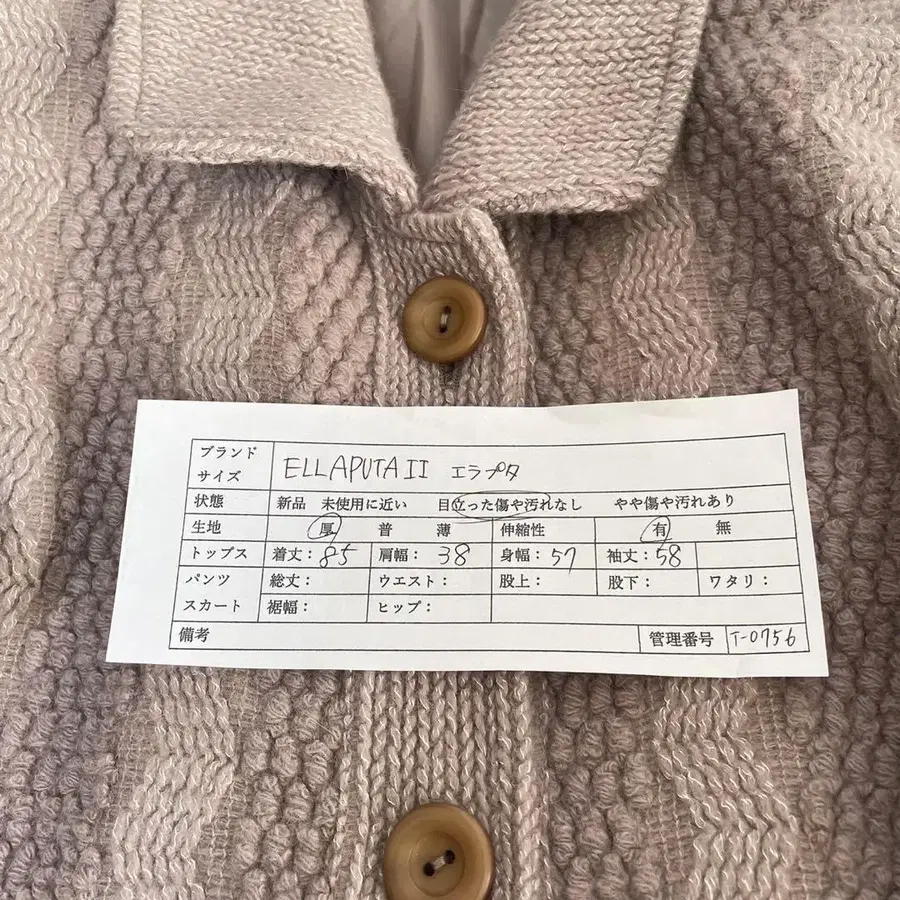 ブランド
サイズ ELLAPUTA II エラプタ
状態 新品 未使用に近い 目立った傷や汚れなし やや傷や汚れあり
生地 厚 普 薄 伸縮性 有 無
トップス 着丈：85 肩幅：38 身幅：57 袖丈：58
パンツ 総丈： ウエスト： 股上： 股下： ワタリ：
スカート 裾幅： ヒップ：
備考 管理番号 T-0756